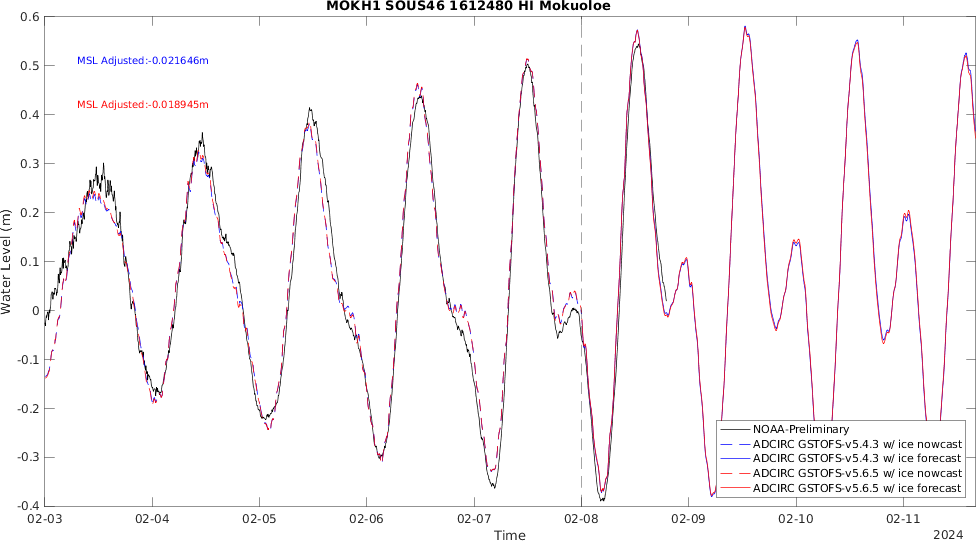 MOKH1 SOUS46 1612480 HI Mokuoloe
MSL Adjusted:-0.021646m
MSL Adjusted:-0.018945m
Water Level (m)
0.6
0.5
0.4
0.3
0.2
0.1
0
-0.1
-0.2
-0.3
-0.4
NOAA-Preliminary
ADCIRC GSTOFS-v5.4.3 w/ ice nowcast
ADCIRC GSTOFS-v5.4.3 w/ ice forecast
ADCIRC GSTOFS-v5.6.5 w/ ice nowcast
ADCIRC GSTOFS-v5.6.5 w/ ice forecast
02-03 02-04 02-05 02-06 02-07 02-08 02-09 02-10 02-11
Time
2024